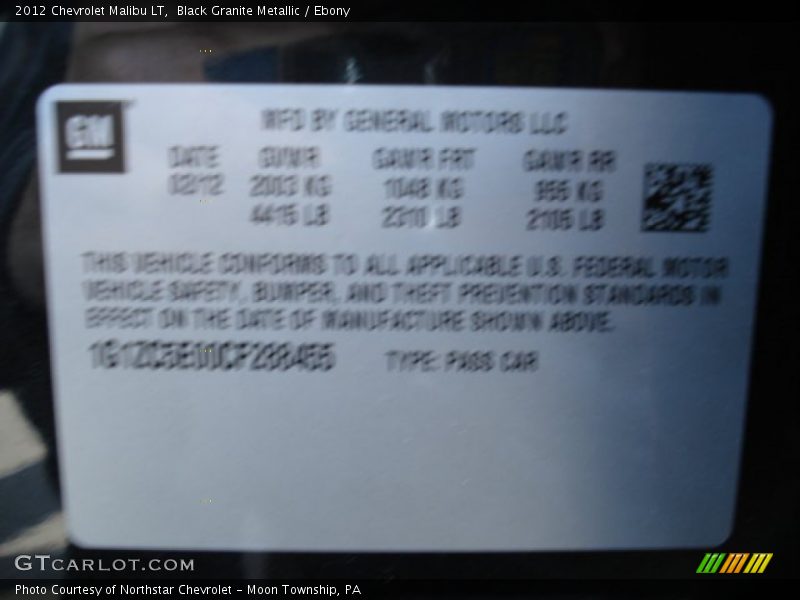 2012 Chevrolet Malibu LT, Black Granite Metallic / Ebony
GM
MFD BY GENERAL MOTORS LLC
DATE GVWR GAWR FRT GAWR RR
02/12 2003 KG 1048 KG 955 KG
4415 LB 2310 LB 2105 LB
THIS VEHICLE CONFORMS TO ALL APPLICABLE U.S. FEDERAL MOTOR
VEHICLE SAFETY, BUMPER, AND THEFT PREVENTION STANDARDS IN
EFFECT ON THE DATE OF MANUFACTURE SHOWN ABOVE.
TYPE: PASS CAR
GTCARLOT.COM
Photo Courtesy of Northstar Chevrolet - Moon Township, PA